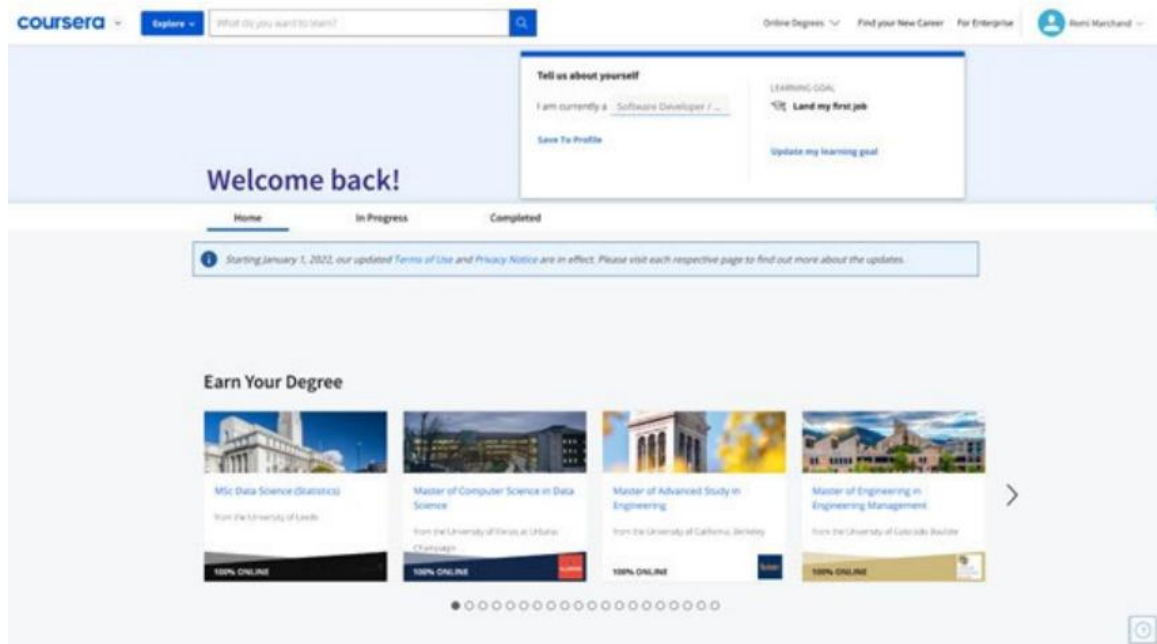 coursera
Explore
What do you want to learn?
Online Degrees
Find your New Career
For Enterprise
Remi Marchand
Tell us about yourself
I am currently a Software Developer / ...
Save To Profile
LEARNING GOAL
Land my first job
Update my learning goal
Welcome back!
Home
In Progress
Completed
Starting January 1, 2022, our updated Terms of Use and Privacy Notice are in effect. Please visit each respective page to find out more about the updates.
Earn Your Degree
MSc Data Science (Statistics)
from the University of Leeds
100% ONLINE
Master of Computer Science in Data
Science
from the University of Illinois at Urbana-
Champaign
100% ONLINE
Master of Advanced Study in
Engineering
from the University of California, Berkeley
100% ONLINE
Master of Engineering in
Engineering Management
from the University of Colorado Boulder
100% ONLINE